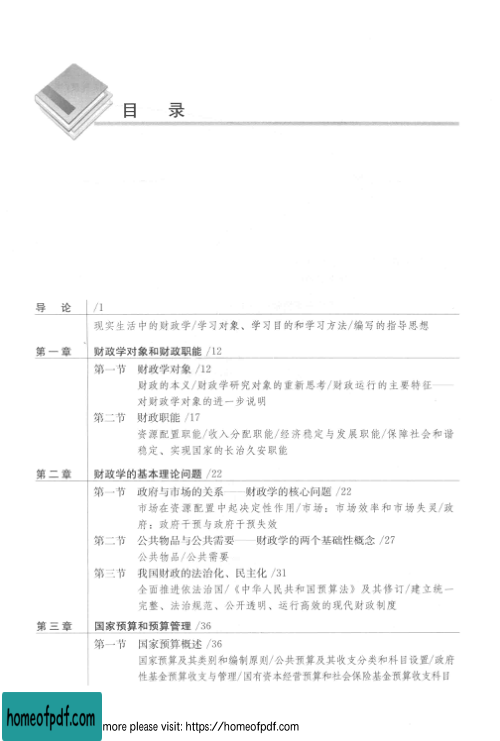 目 录
导 论 /1
现实生活中的财政学/学习对象、学习目的和学习方法/编写的指导思想
第一章 财政学对象和财政职能 /12
第一节 财政学对象 /12
财政的本义/财政学研究对象的重新思考/财政运行的主要特征——
对财政学对象的进一步说明
第二节 财政职能 /17
资源配置职能/收入分配职能/经济稳定与发展职能/保障社会和谐
稳定、实现国家的长治久安职能
第二章 财政学的基本理论问题 /22
第一节 政府与市场的关系——财政学的核心问题 /22
市场在资源配置中起决定性作用/市场：市场效率和市场失灵/政
府：政府干预与政府干预失效
第二节 公共物品与公共需要——财政学的两个基础性概念 /27
公共物品/公共需要
第三节 我国财政的法治化、民主化 /31
全面推进依法治国/《中华人民共和国预算法》及其修订/建立统一
完整、法治规范、公开透明、运行高效的现代财政制度
第三章 国家预算和预算管理 /36
第一节 国家预算概述 /36
国家预算及其类别和编制原则/公共预算及其收支分类和科目设置/政府
性基金预算收支与管理/国有资本经营预算和社会保险基金预算收支科目
homeofpdf.com
more please visit: https://homeofpdf.com